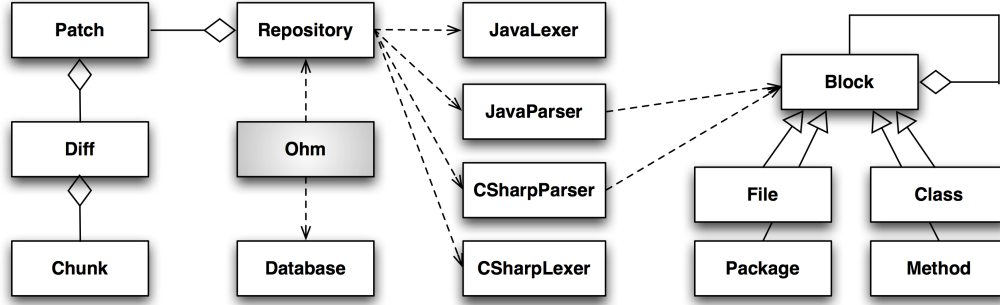 Patch
Repository
JavaLexer
Block
Diff
Ohm
JavaParser
CSharpParser
File
Class
Chunk
Database
CSharpLexer
Package
Method